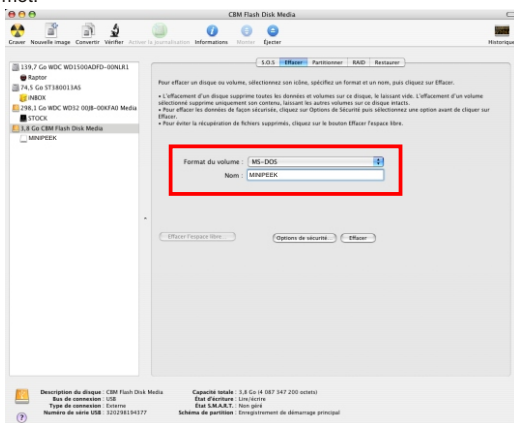 met.
CBM Flash Disk Media
Graver Nouvelle image Convertir Vérifier Activer la journalisation Informations Monter Éjecter Historique
S.O.S Effacer Partitionner RAID Restaurer
139,7 Go WDC WD1500ADFD-00NLR1
Raptor
74,5 Go ST380013AS
INBOX
298,1 Go WDC WD32 00JB-00KFA0 Media
STOCK
3,8 Go CBM Flash Disk Media
MINIPEEK
Pour effacer un disque ou volume, sélectionnez son icône, spécifiez un format et un nom, puis cliquez sur Effacer.
• L'effacement d'un disque supprime toutes les données et volumes sur ce disque, le laissant vide. L'effacement d'un volume
sélectionné supprime uniquement son contenu, laissant les autres volumes sur ce disque intacts.
• Pour effacer les données de façon sécurisée, cliquez sur Options de Sécurité puis sélectionnez une option avant de cliquer sur
Effacer.
• Pour éviter la récupération de fichiers supprimés, cliquez sur le bouton Effacer l'espace libre.
Format du volume : MS-DOS
Nom : MINIPEEK
Effacer l'espace libre... Options de sécurité... Effacer
Description du disque : CBM Flash Disk Media
Bus de connexion : USB
Type de connexion : Externe
Numéro de série USB : 320298194377
Capacité totale : 3,8 Go (4 087 347 200 octets)
État d'écriture : Lire/écrire
État S.M.A.R.T. : Non géré
Schéma de partition : Enregistrement de démarrage principal
?